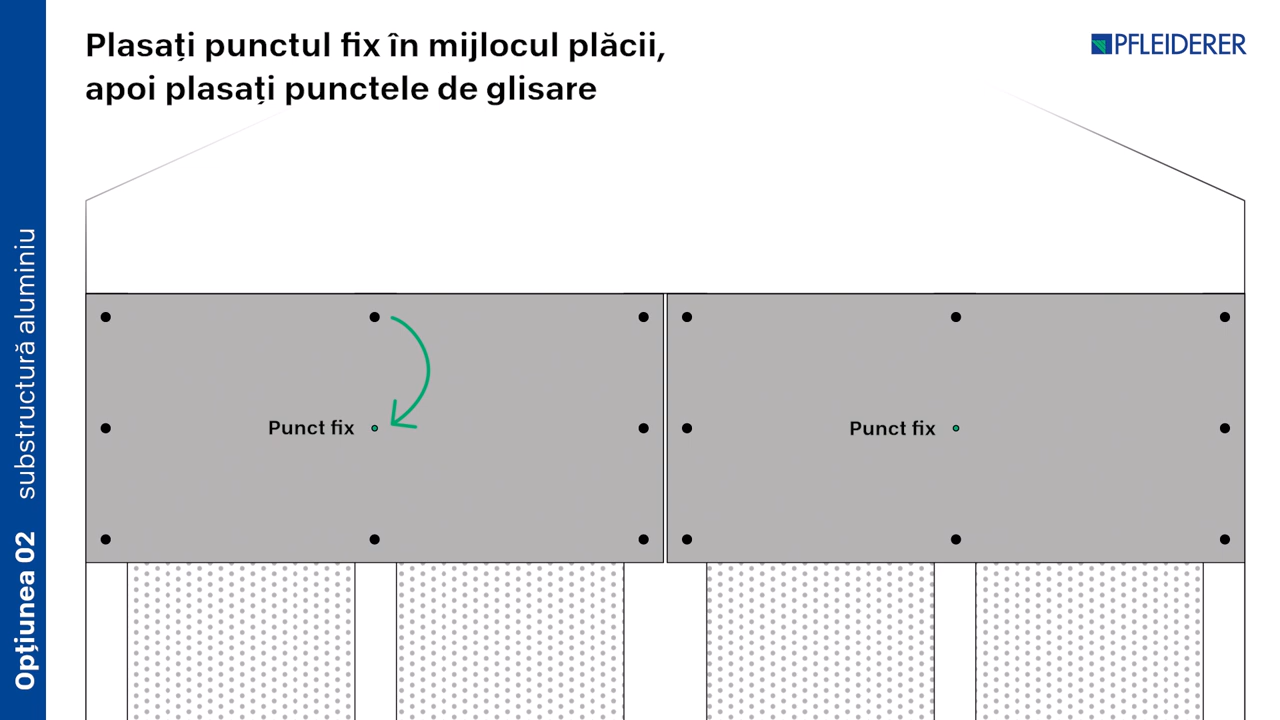 Plasați punctul fix în mijlocul plăcii,
apoi plasați punctele de glisare
PFLEIDERER
Opțiunea 02 substructură aluminiu
Punct fix
Punct fix